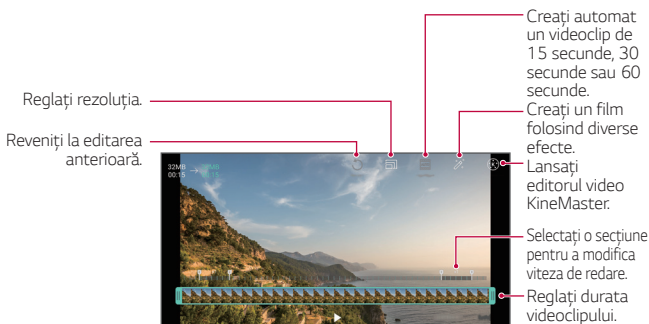 Creați automat
un videoclip de
15 secunde, 30
secunde sau 60
secunde.
Reglați rezoluția.
Creați un film
folosind diverse
efecte.
Reveniți la editarea
anterioară.
32MB
00:15
Lansați
editorul video
KineMaster.
Selectați o secțiune
pentru a modifica
viteza de redare.
Reglați durata
videoclipului.